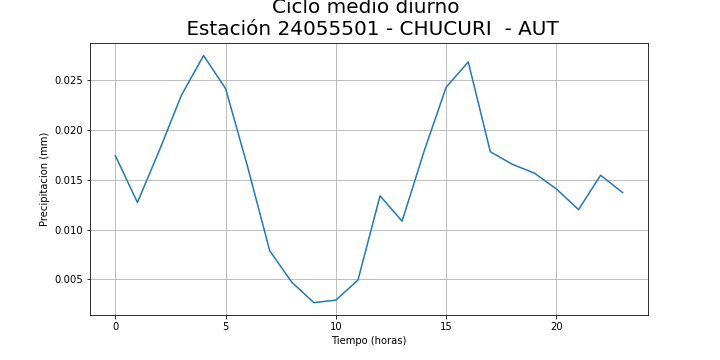 Ciclo medio diurno
Estación 24055501 - CHUCURI  - AUT
0.025
0.020
0.015
0.010
0.005
Precipitacion (mm)
0
5
10
15
20
Tiempo (horas)